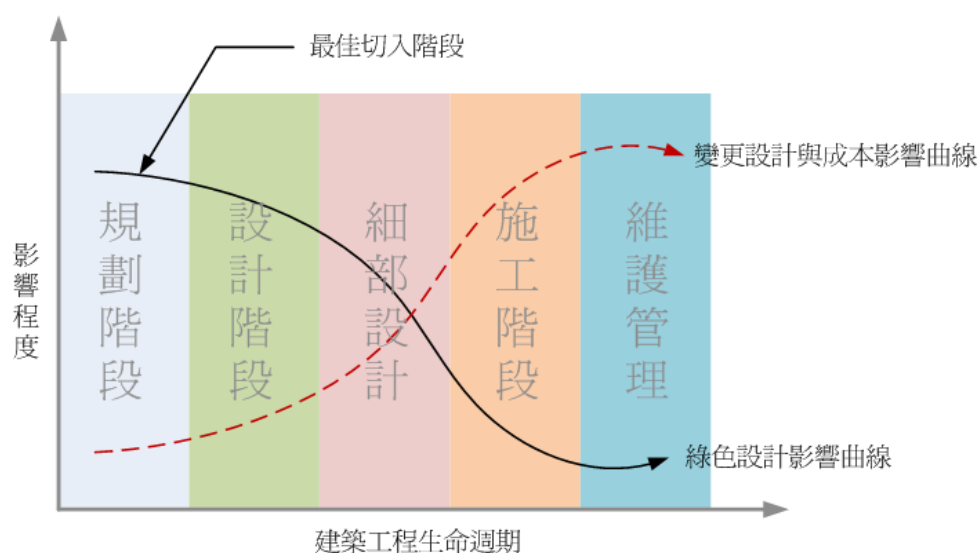 最佳切入階段
變更設計與成本影響曲線
規劃階段
設計階段
細部設計
施工階段
維護管理
影響程度
綠色設計影響曲線
建築工程生命週期